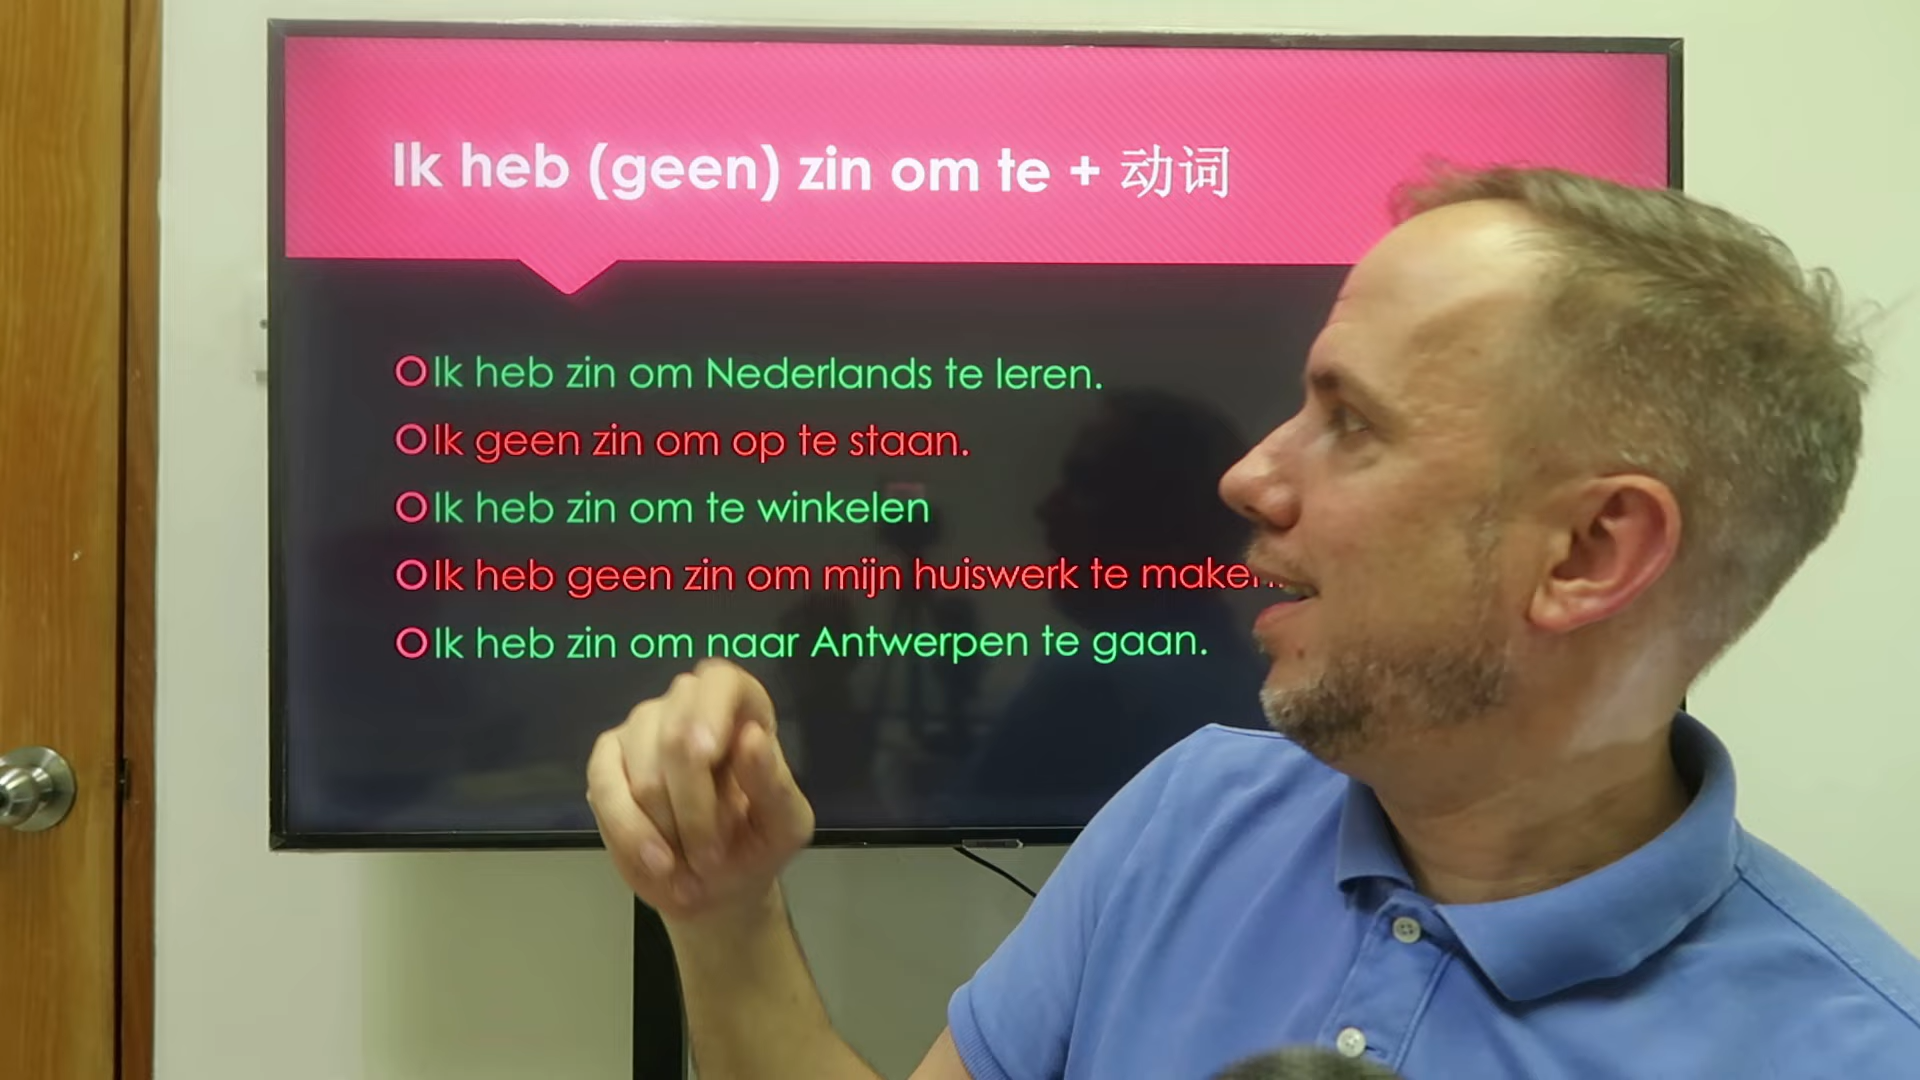 Ik heb (geen) zin om te + 动词
Ik heb zin om Nederlands te leren.
Ik geen zin om op te staan.
Ik heb zin om te winkelen
Ik heb geen zin om mijn huiswerk te maken.
Ik heb zin om naar Antwerpen te gaan.